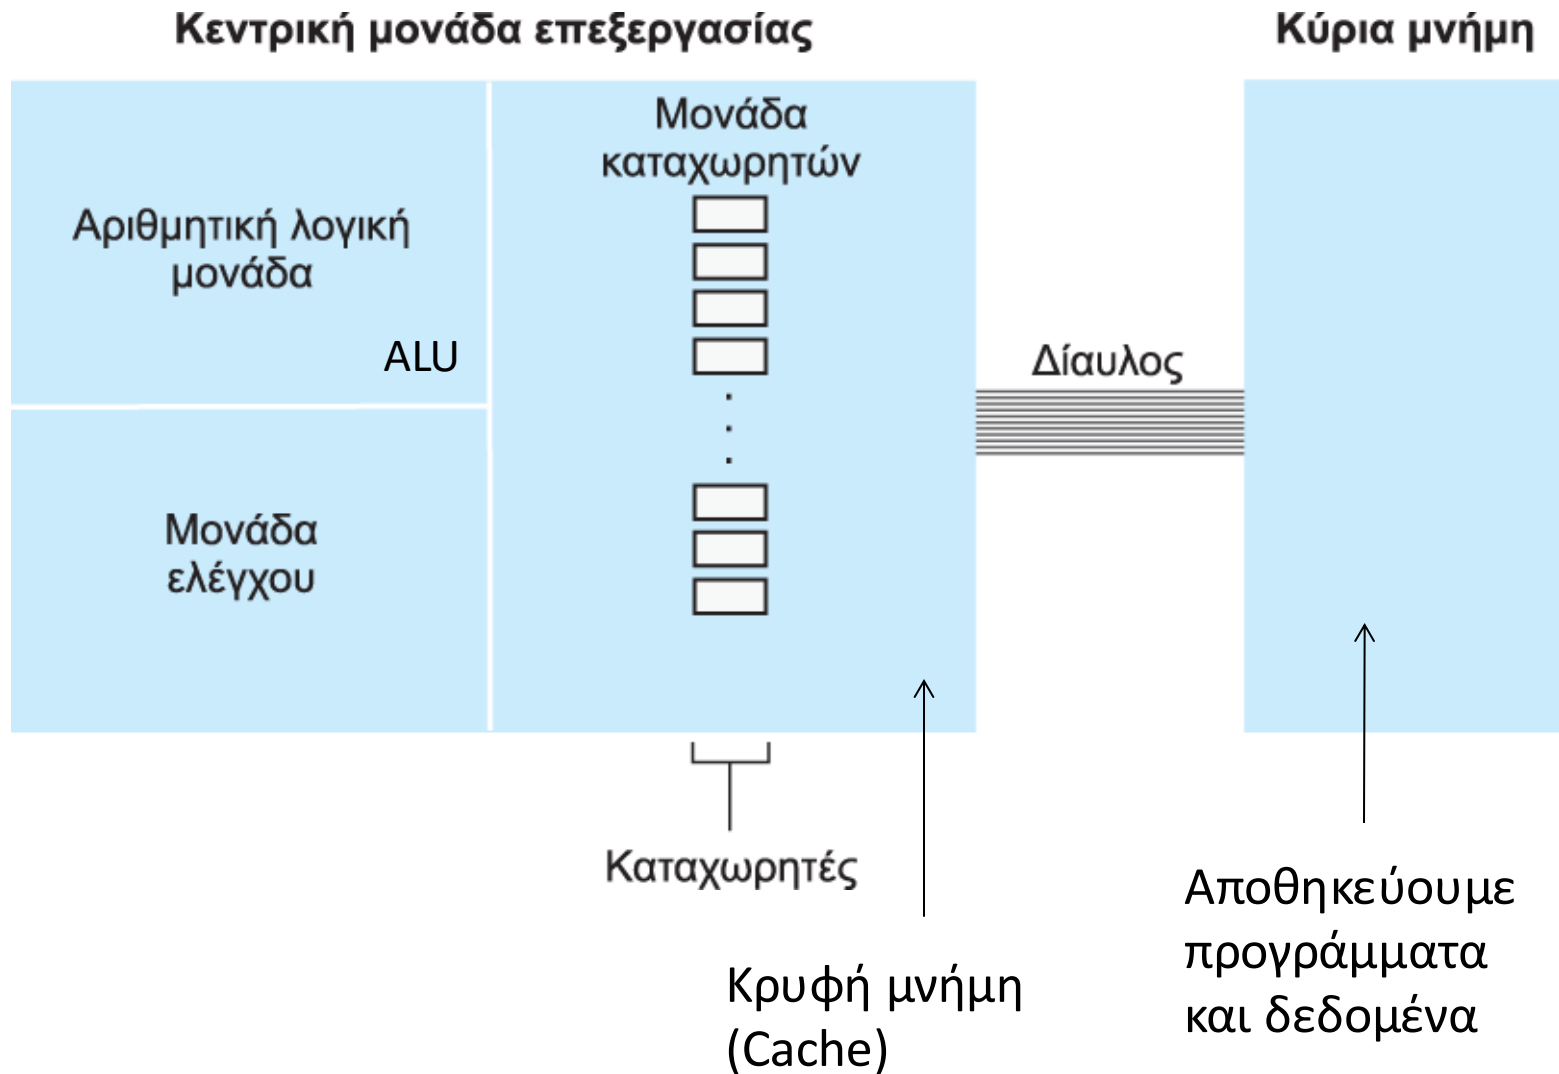 Κεντρική μονάδα επεξεργασίας
Κύρια μνήμη
Μονάδα
καταχωρητών
Αριθμητική λογική
μονάδα
ALU
Δίαυλος
Μονάδα
ελέγχου
Καταχωρητές
Κρυφή μνήμη
(Cache)
Αποθηκεύουμε
προγράμματα
και δεδομένα